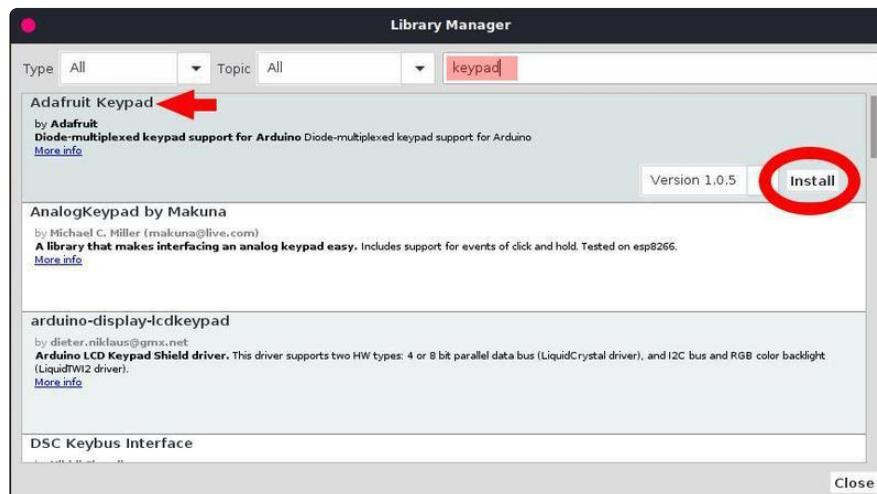 Library Manager
Type All Topic All keypad
Adafruit Keypad
by Adafruit
Diode-multiplexed keypad support for Arduino Diode-multiplexed keypad support for Arduino
More info
Version 1.0.5 Install
AnalogKeypad by Makuna
by Michael C. Miller (makuna@live.com)
A library that makes interfacing an analog keypad easy. Includes support for events of click and hold. Tested on esp8266.
More info
arduino-display-lcdkeypad
by dieter.niklaus@gmx.net
Arduino LCD Keypad Shield driver. This driver supports two HW types: 4 or 8 bit parallel data bus (LiquidCrystal driver), and I2C bus and RGB color backlight
(LiquidTWI2 driver).
More info
DSC Keybus Interface
Close